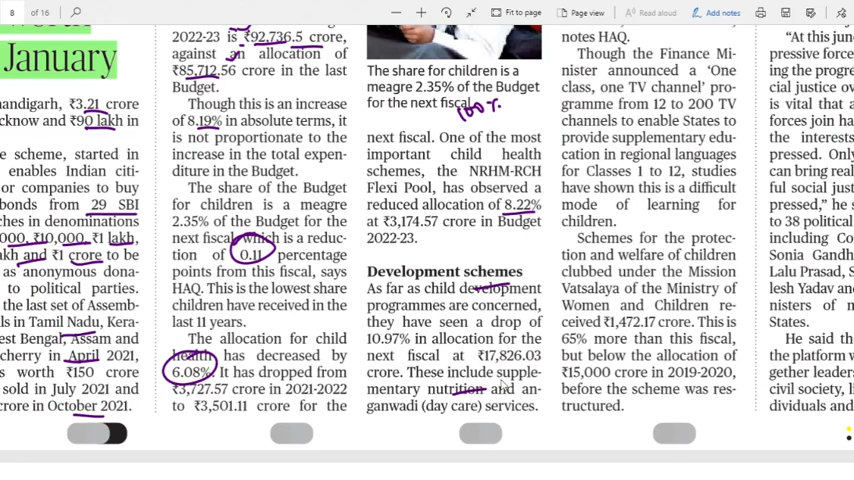 8 of 16
Fit to page
Page view
Read aloud
Add notes
January
andigarh, ₹3.21 crore
cknow and ₹90 lakh in
e scheme, started in
enables Indian citi-
or companies to buy
bonds from 29 SBI
ches in denominations
000, ₹10,000, ₹1 lakh,
akh and ₹1 crore to be
as anonymous dona-
to political parties.
the last set of Assemb-
ls in Tamil Nadu, Kera-
est Bengal, Assam and
cherry in April 2021,
s worth ₹150 crore
sold in July 2021 and
crore in October 2021.
2022-23 is ₹92,736.5 crore,
against an allocation of
₹85,712.56 crore in the last
Budget.
Though this is an increase
of 8.19% in absolute terms, it
is not proportionate to the
increase in the total expen-
diture in the Budget.
The share of the Budget
for children is a meagre
2.35% of the Budget for the
next fiscal, which is a reduc-
tion of 0.11 percentage
points from this fiscal, says
HAQ. This is the lowest share
children have received in the
last 11 years.
The allocation for child
health has decreased by
6.08%. It has dropped from
₹3,727.57 crore in 2021-2022
to ₹3,501.11 crore for the
The share for children is a
meagre 2.35% of the Budget
for the next fiscal.
100%
next fiscal. One of the most
important child health
schemes, the NRHM-RCH
Flexi Pool, has observed a
reduced allocation of 8.22%
at ₹3,174.57 crore in Budget
2022-23.
Development schemes
As far as child development
programmes are concerned,
they have seen a drop of
10.97% in allocation for the
next fiscal at ₹17,826.03
crore. These include supple-
mentary nutrition and an-
ganwadi (day care) services.
notes HAQ.
Though the Finance Mi-
nister announced a 'One
class, one TV channel' pro-
gramme from 12 to 200 TV
channels to enable States to
provide supplementary edu-
cation in regional languages
for Classes 1 to 12, studies
have shown this is a difficult
mode of learning for
children.
Schemes for the protec-
tion and welfare of children
clubbed under the Mission
Vatsalaya of the Ministry of
Women and Children re-
ceived ₹1,472.17 crore. This is
65% more than this fiscal,
but below the allocation of
₹15,000 crore in 2019-2020,
before the scheme was res-
tructured.
"At this jun
pressive force
ing the progre
cial justice ov
is vital that a
forces join ha
the interests
pressed. Only
can bring real
ful social just
pressed," he s
to 38 political
including Co
Sonia Gandh
Lalu Prasad, S
lesh Yadav an
nisters of n
States.
He said the
the platform w
gether leader
civil society, li
dividuals and